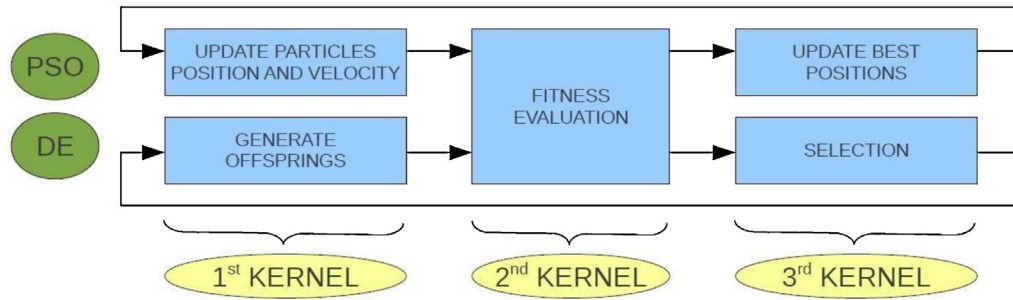 PSO
UPDATE PARTICLES
POSITION AND VELOCITY
FITNESS
EVALUATION
UPDATE BEST
POSITIONS
DE
GENERATE
OFFSPRINGS
SELECTION
1st KERNEL
2nd KERNEL
3rd KERNEL